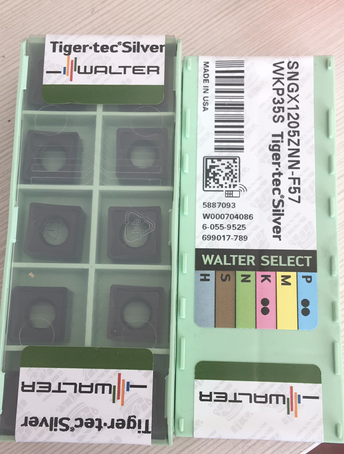 Tiger·tec®Silver
WALTER
WALTER
Tiger·tec®Silver
SNGX1205ZNN-F57
WKP35S Tiger·tec®Silver
MADE IN USA
5887093
W000704086
6-055-9525
699017-789
WALTER SELECT
P
M
K
N
S
H
WALTER